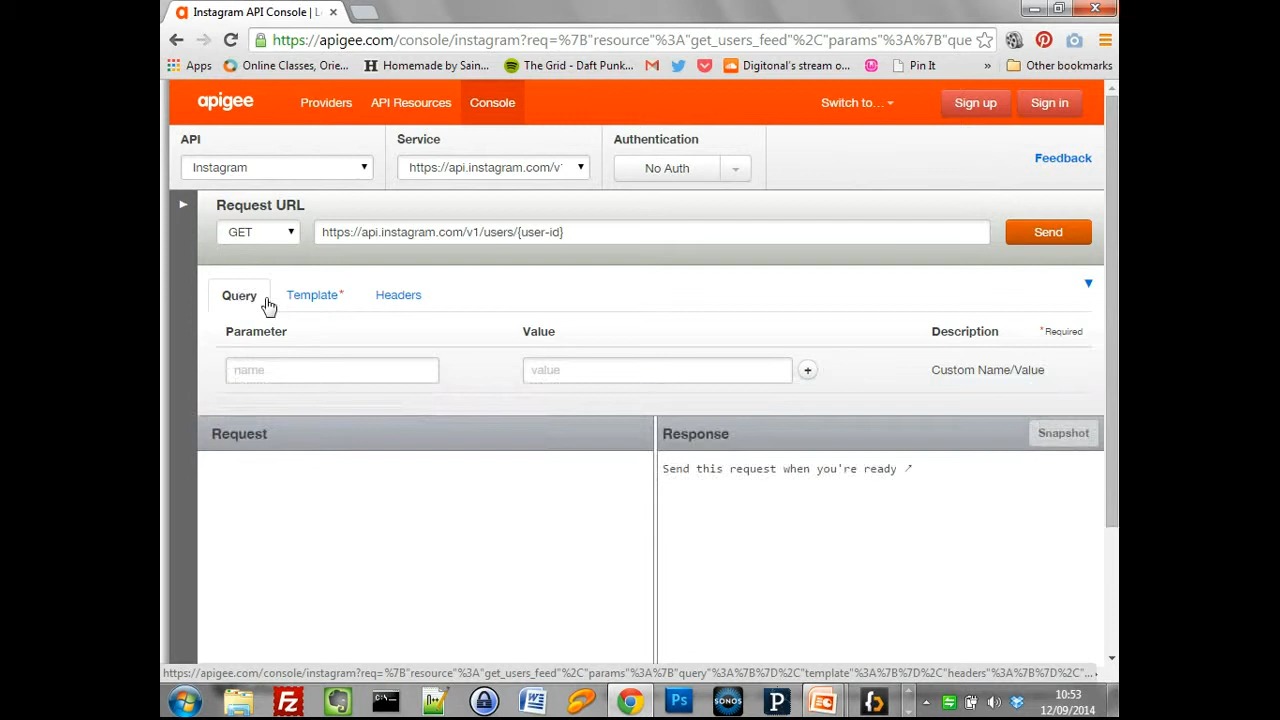 Instagram API Console | L
https://apigee.com/console/instagram?req=%7B"resource"%3A"get_users_feed"%2C"params"%3A%7B"que
Apps Online Classes, Orie... Homemade by Sain... The Grid - Daft Punk... Digitonal's stream o... Pin It » Other bookmarks
apigee Providers API Resources Console Switch to... Sign up Sign in
API Service Authentication
Instagram https://api.instagram.com/v1 No Auth Feedback
Request URL
GET https://api.instagram.com/v1/users/{user-id} Send
Query Template* Headers
Parameter Value Description *Required
name value + Custom Name/Value
Request Response Snapshot
Send this request when you're ready ↗
https://apigee.com/console/instagram?req=%7B"resource"%3A"get_users_feed"%2C"params"%3A%7B"query"%3A%7B%7D%2C"template"%3A%7B%7D%2C"headers"%3A%7B%7D%2C"...
N++ W Ps SONOS P 10:53
12/09/2014